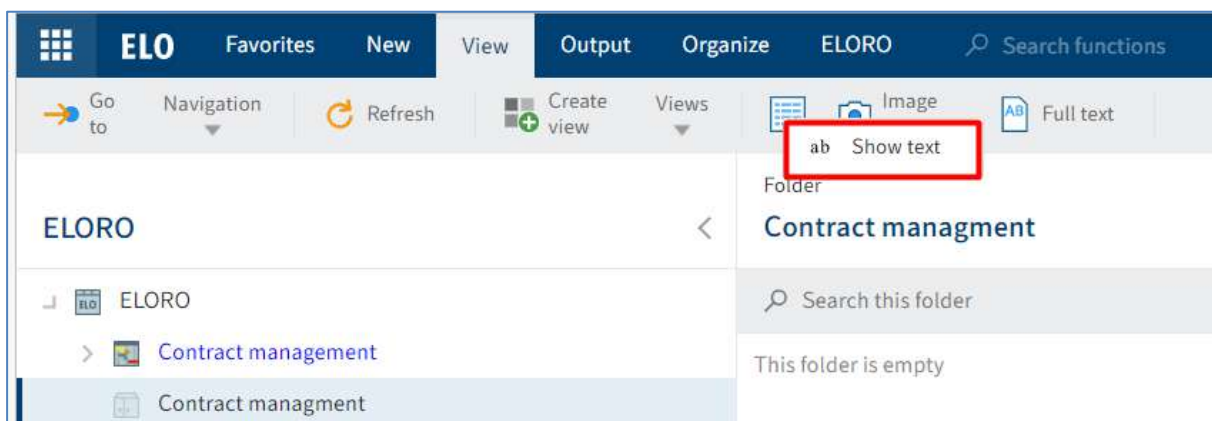 ELO Favorites New View Output Organize ELORO Search functions
Go to Navigation Refresh Create view Views Image Full text
AB
ab Show text
Folder
ELORO Contract managment
ELO ELORO Search this folder
Contract management This folder is empty
Contract managment